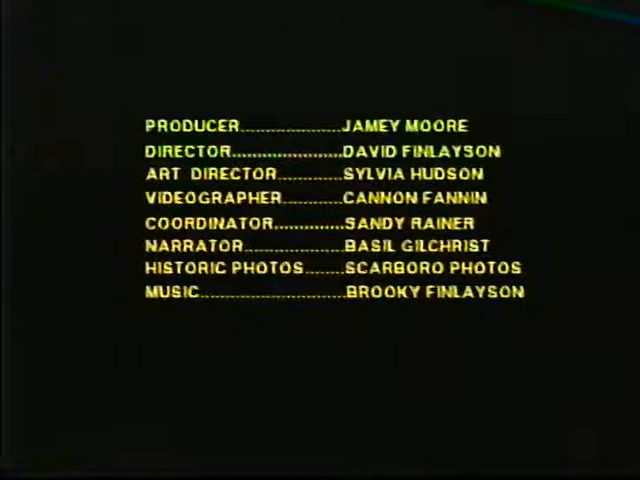 PRODUCER....................JAMEY MOORE
DIRECTOR......................DAVID FINLAYSON
ART DIRECTOR.............SYLVIA HUDSON
VIDEOGRAPHER............CANNON FANNIN
COORDINATOR..............SANDY RAINER
NARRATOR....................BASIL GILCHRIST
HISTORIC PHOTOS........SCARBORO PHOTOS
MUSIC.............................BROOKY FINLAYSON